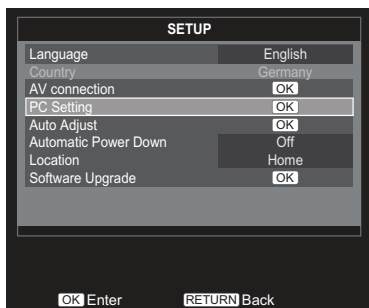 SETUP
Language English
Country Germany
AV connection OK
PC Setting OK
Auto Adjust OK
Automatic Power Down Off
Location Home
Software Upgrade OK
OK Enter RETURN Back